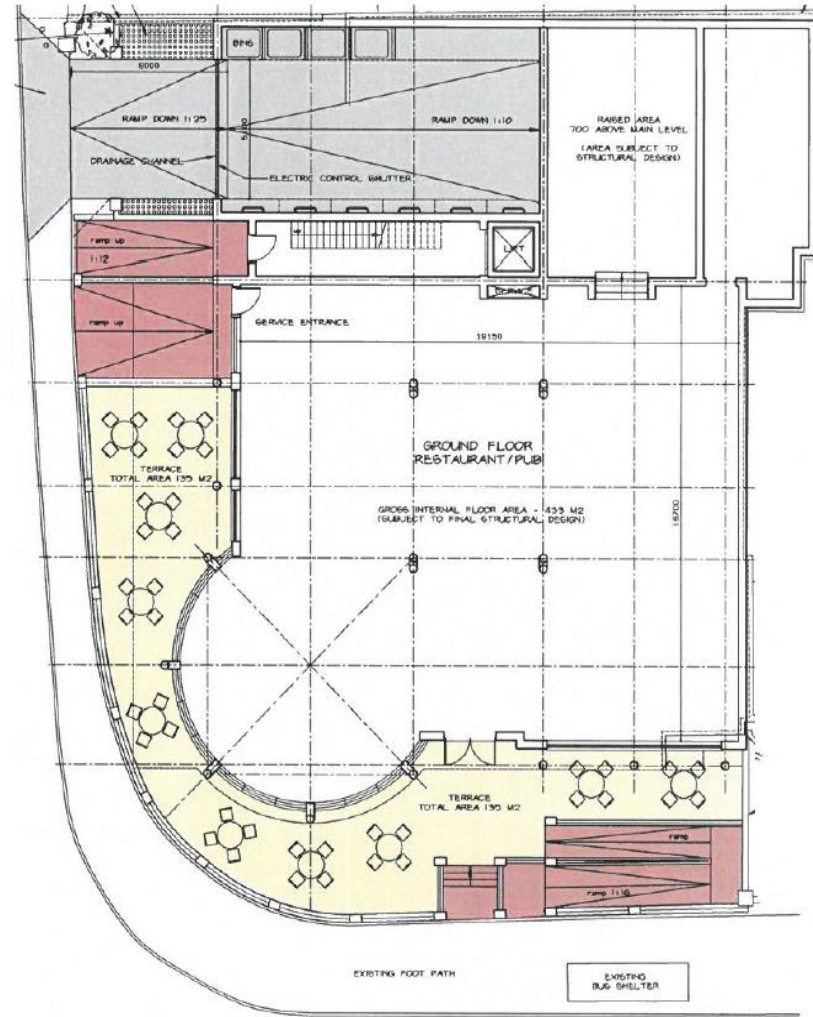 BINS
6000
RAMP DOWN 1:25
5100
RAMP DOWN 1:10
RAISED AREA
700 ABOVE MAIN LEVEL
(AREA SUBJECT TO
STRUCTURAL DESIGN)
DRAINAGE CHANNEL
ELECTRIC CONTROL SHUTTER
ramp up
1:12
LIFT
SERVICE
ramp up
SERVICE ENTRANCE
19150
GROUND FLOOR
RESTAURANT/PUB
TERRACE
TOTAL AREA 135 M2
GROSS INTERNAL FLOOR AREA - 433 M2
(SUBJECT TO FINAL STRUCTURAL DESIGN)
18700
TERRACE
TOTAL AREA 135 M2
ramp
ramp 1:16
EXISTING FOOT PATH
EXISTING
BUS SHELTER